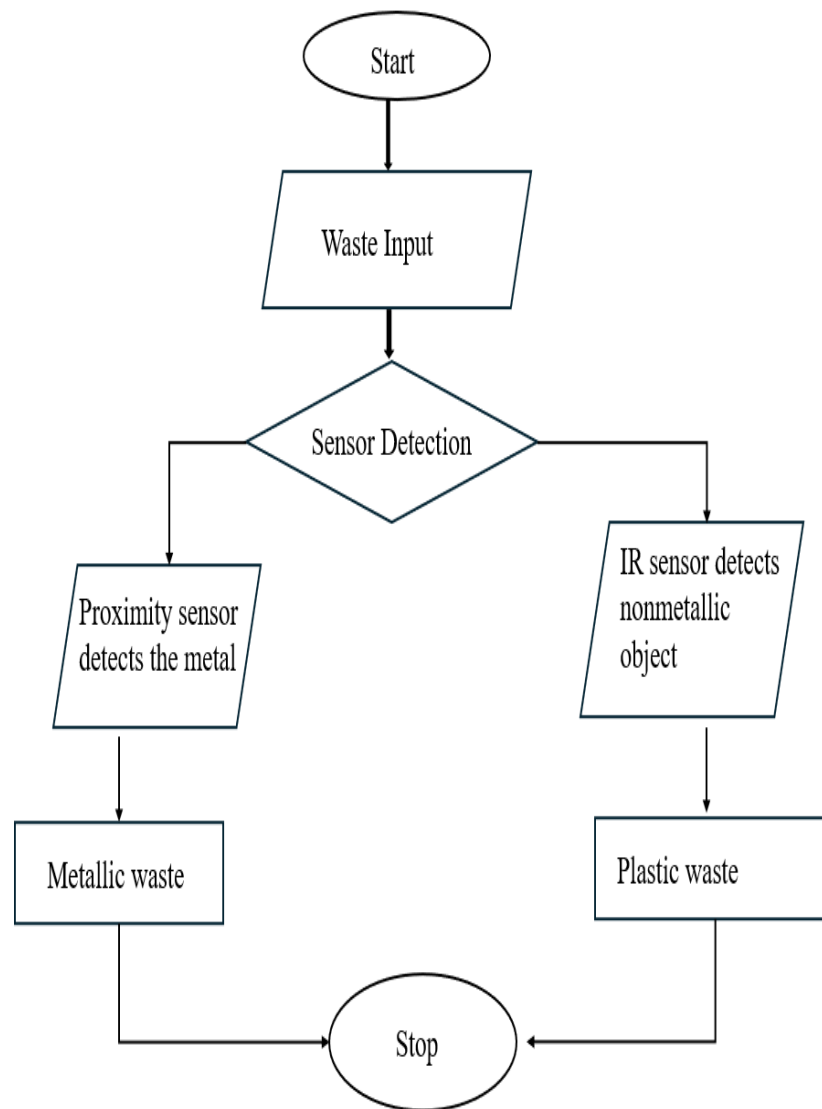 Start
Waste Input
Sensor Detection
Proximity sensor
detects the metal
IR sensor detects
nonmetallic
object
Metallic waste
Plastic waste
Stop